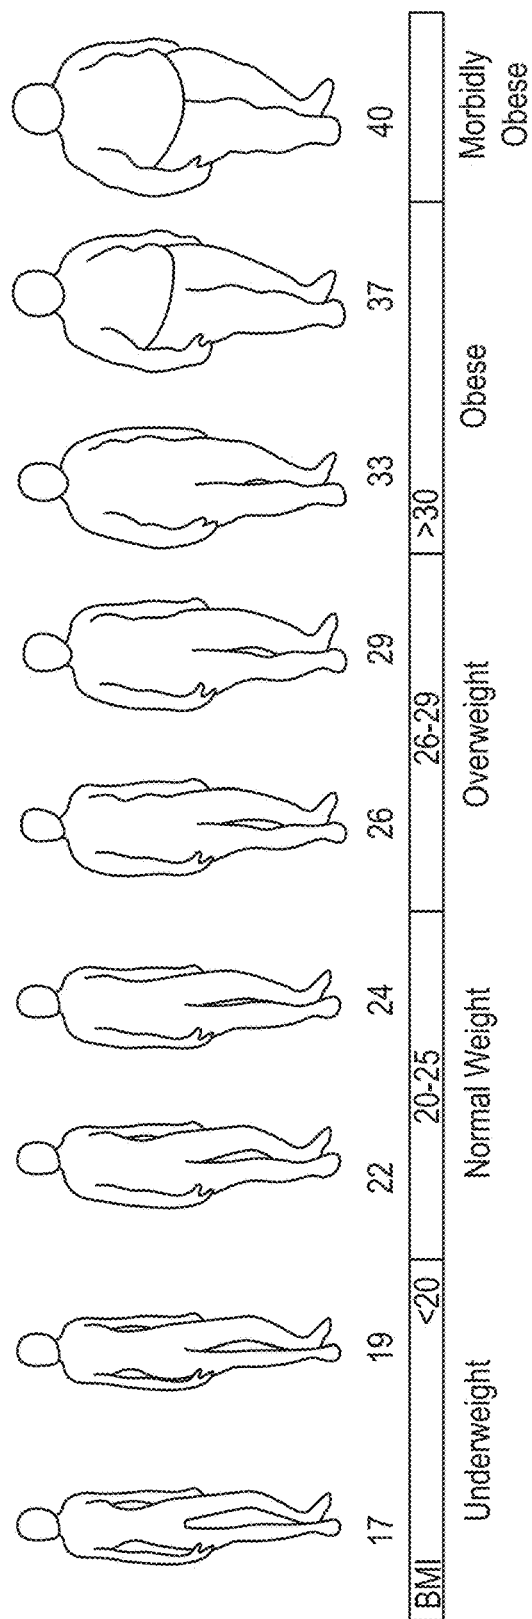 17 19 22 24 26 29 33 37 40
BMI <20 20-25 26-29 >30
Underweight Normal Weight Overweight Obese Morbidly
Obese